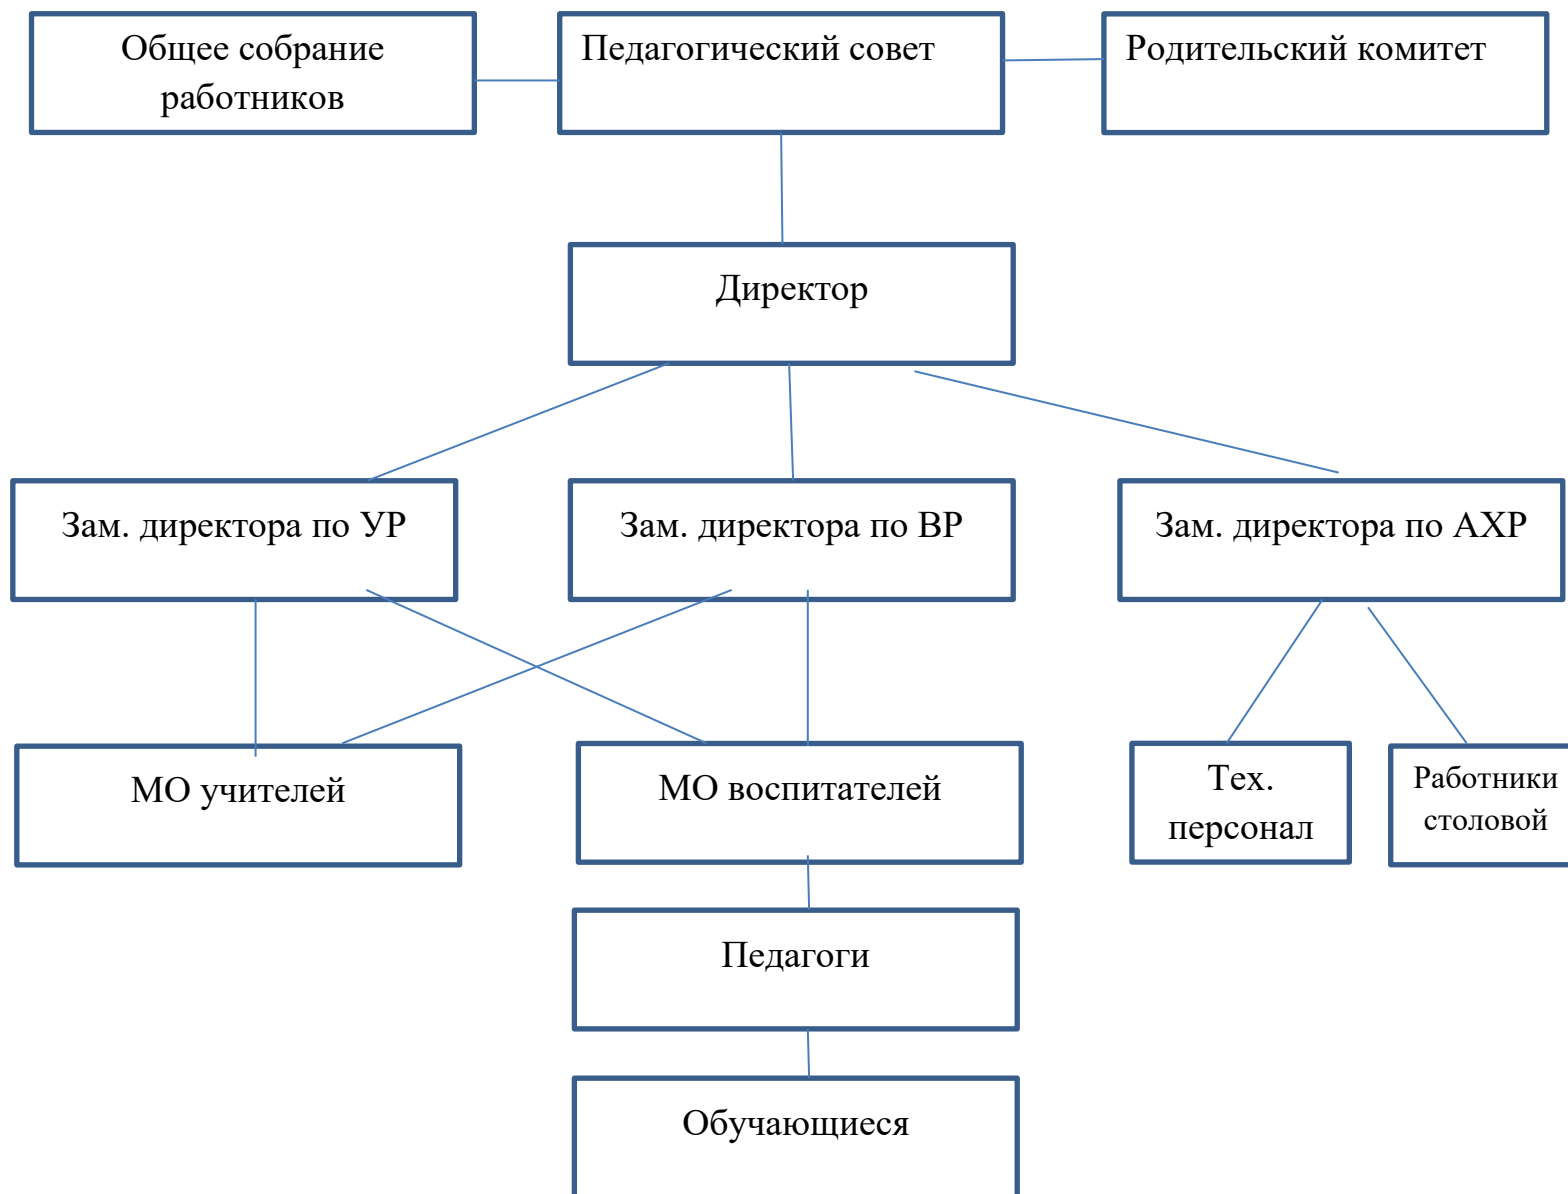 Общее собрание
работников
Педагогический совет
Родительский комитет
Директор
Зам. директора по УР
Зам. директора по ВР
Зам. директора по АХР
МО учителей
МО воспитателей
Тех.
персонал
Работники
столовой
Педагоги
Обучающиеся